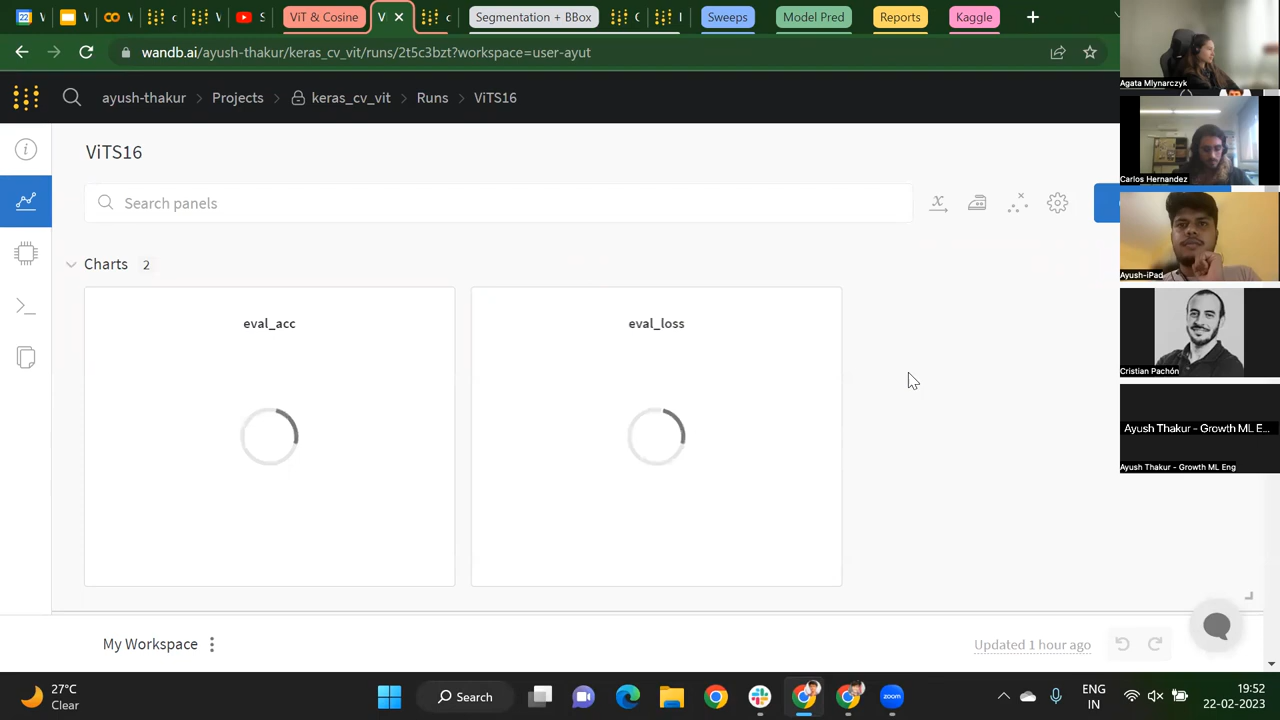 ViT & Cosine
V
Segmentation + BBox
Sweeps
Model Pred
Reports
Kaggle
wandb.ai/ayush-thakur/keras_cv_vit/runs/2t5c3bzt?workspace=user-ayut
ayush-thakur > Projects > keras_cv_vit > Runs > ViTS16
ViTS16
Search panels
Charts 2
eval_acc
eval_loss
My Workspace
Updated 1 hour ago
Agata Mlynarczyk
Carlos Hernandez
Ayush-iPad
Cristian Pachón
Ayush Thakur - Growth ML E...
Ayush Thakur - Growth ML Eng
27°C
Clear
Search
zoom
ENG
IN
19:52
22-02-2023